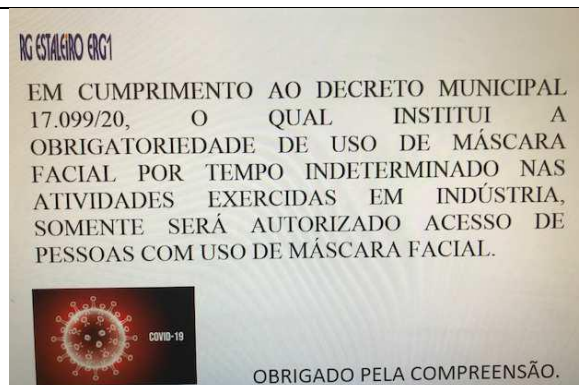 RG ESTALEIRO ERG1
EM CUMPRIMENTO AO DECRETO MUNICIPAL
17.099/20, O QUAL INSTITUI A
OBRIGATORIEDADE DE USO DE MÁSCARA
FACIAL POR TEMPO INDETERMINADO NAS
ATIVIDADES EXERCIDAS EM INDÚSTRIA,
SOMENTE SERÁ AUTORIZADO ACESSO DE
PESSOAS COM USO DE MÁSCARA FACIAL.
COVID-19
OBRIGADO PELA COMPREENSÃO.